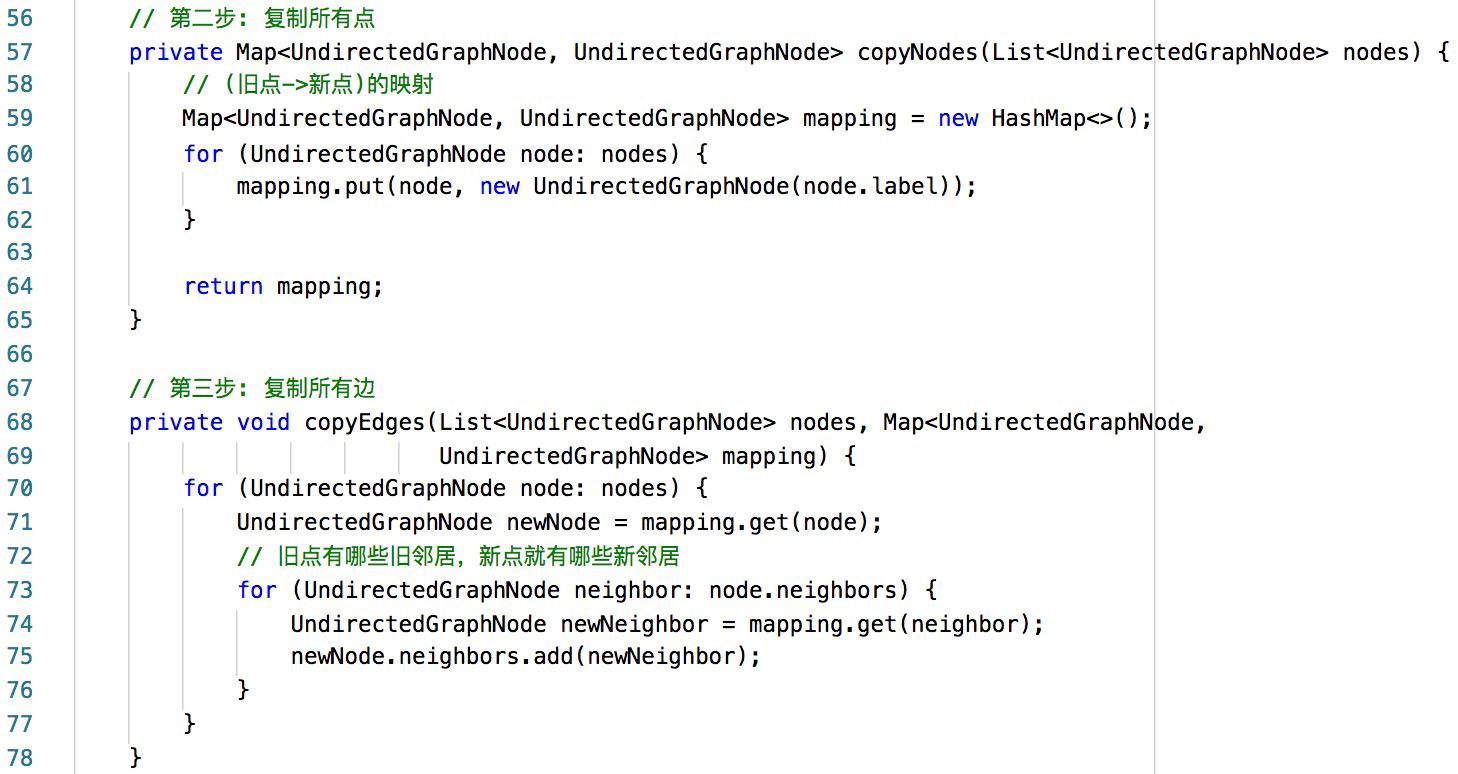 56 // 第二步: 复制所有点
57 private Map<UndirectedGraphNode, UndirectedGraphNode> copyNodes(List<UndirectedGraphNode> nodes) {
58 // (旧点->新点)的映射
59 Map<UndirectedGraphNode, UndirectedGraphNode> mapping = new HashMap<>();
60 for (UndirectedGraphNode node: nodes) {
61 mapping.put(node, new UndirectedGraphNode(node.label));
62 }
63
64 return mapping;
65 }
66
67 // 第三步: 复制所有边
68 private void copyEdges(List<UndirectedGraphNode> nodes, Map<UndirectedGraphNode,
69 UndirectedGraphNode> mapping) {
70 for (UndirectedGraphNode node: nodes) {
71 UndirectedGraphNode newNode = mapping.get(node);
72 // 旧点有哪些旧邻居，新点就有哪些新邻居
73 for (UndirectedGraphNode neighbor: node.neighbors) {
74 UndirectedGraphNode newNeighbor = mapping.get(neighbor);
75 newNode.neighbors.add(newNeighbor);
76 }
77 }
78 }